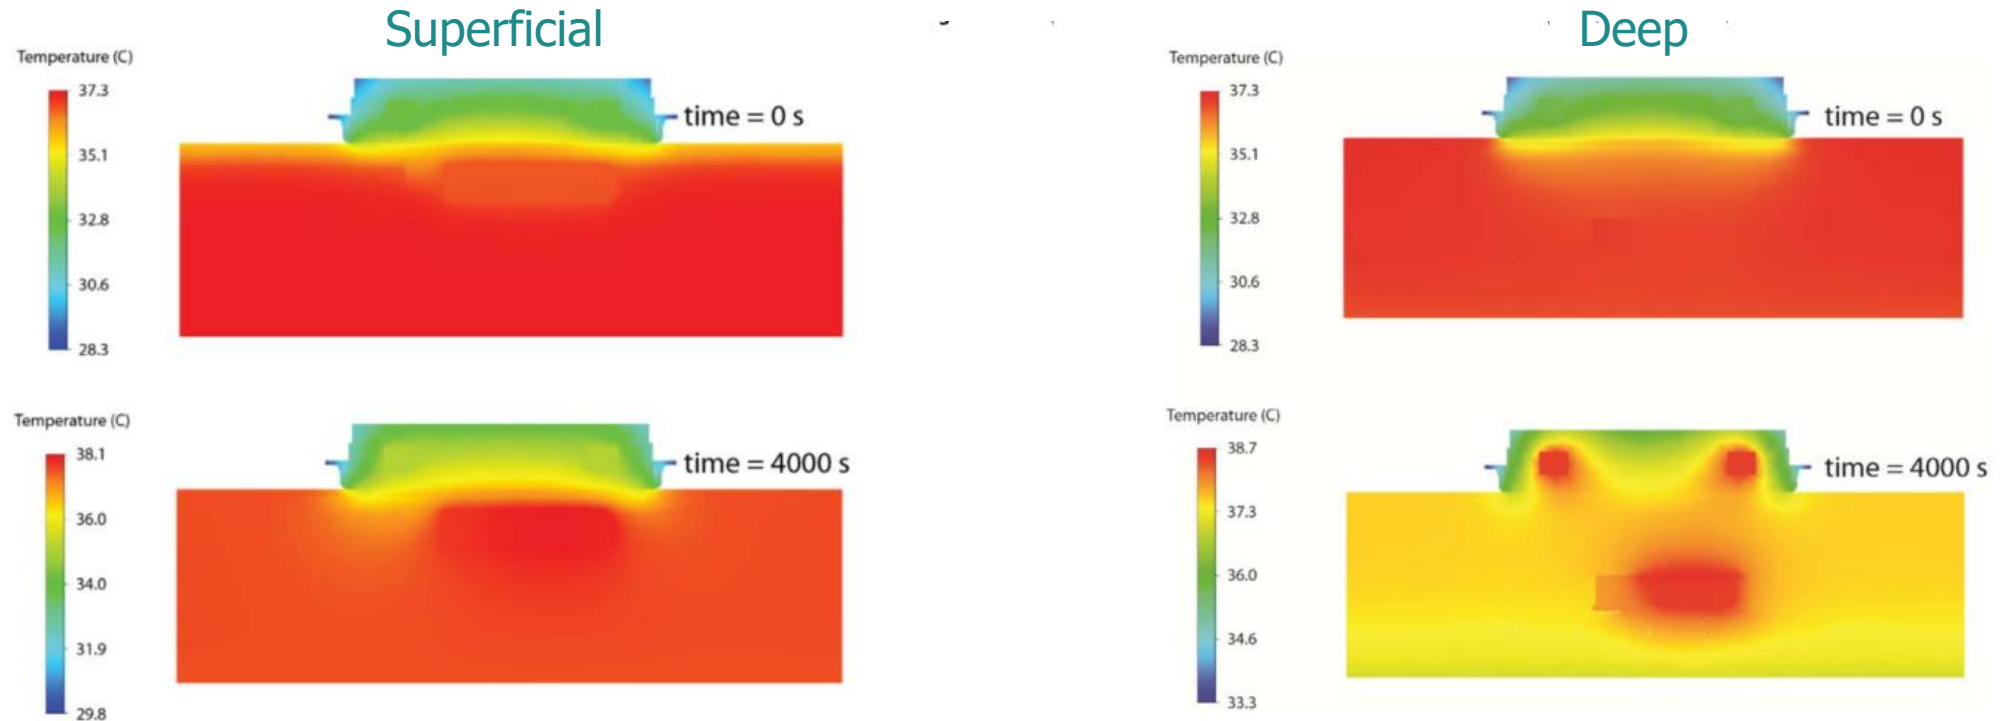 Superficial
Temperature (C)
37.3
35.1
32.8
30.6
28.3
time = 0 s
Deep
Temperature (C)
37.3
35.1
32.8
30.6
28.3
time = 0 s
Temperature (C)
38.1
36.0
34.0
31.9
29.8
time = 4000 s
Temperature (C)
38.7
37.3
36.0
34.6
33.3
time = 4000 s